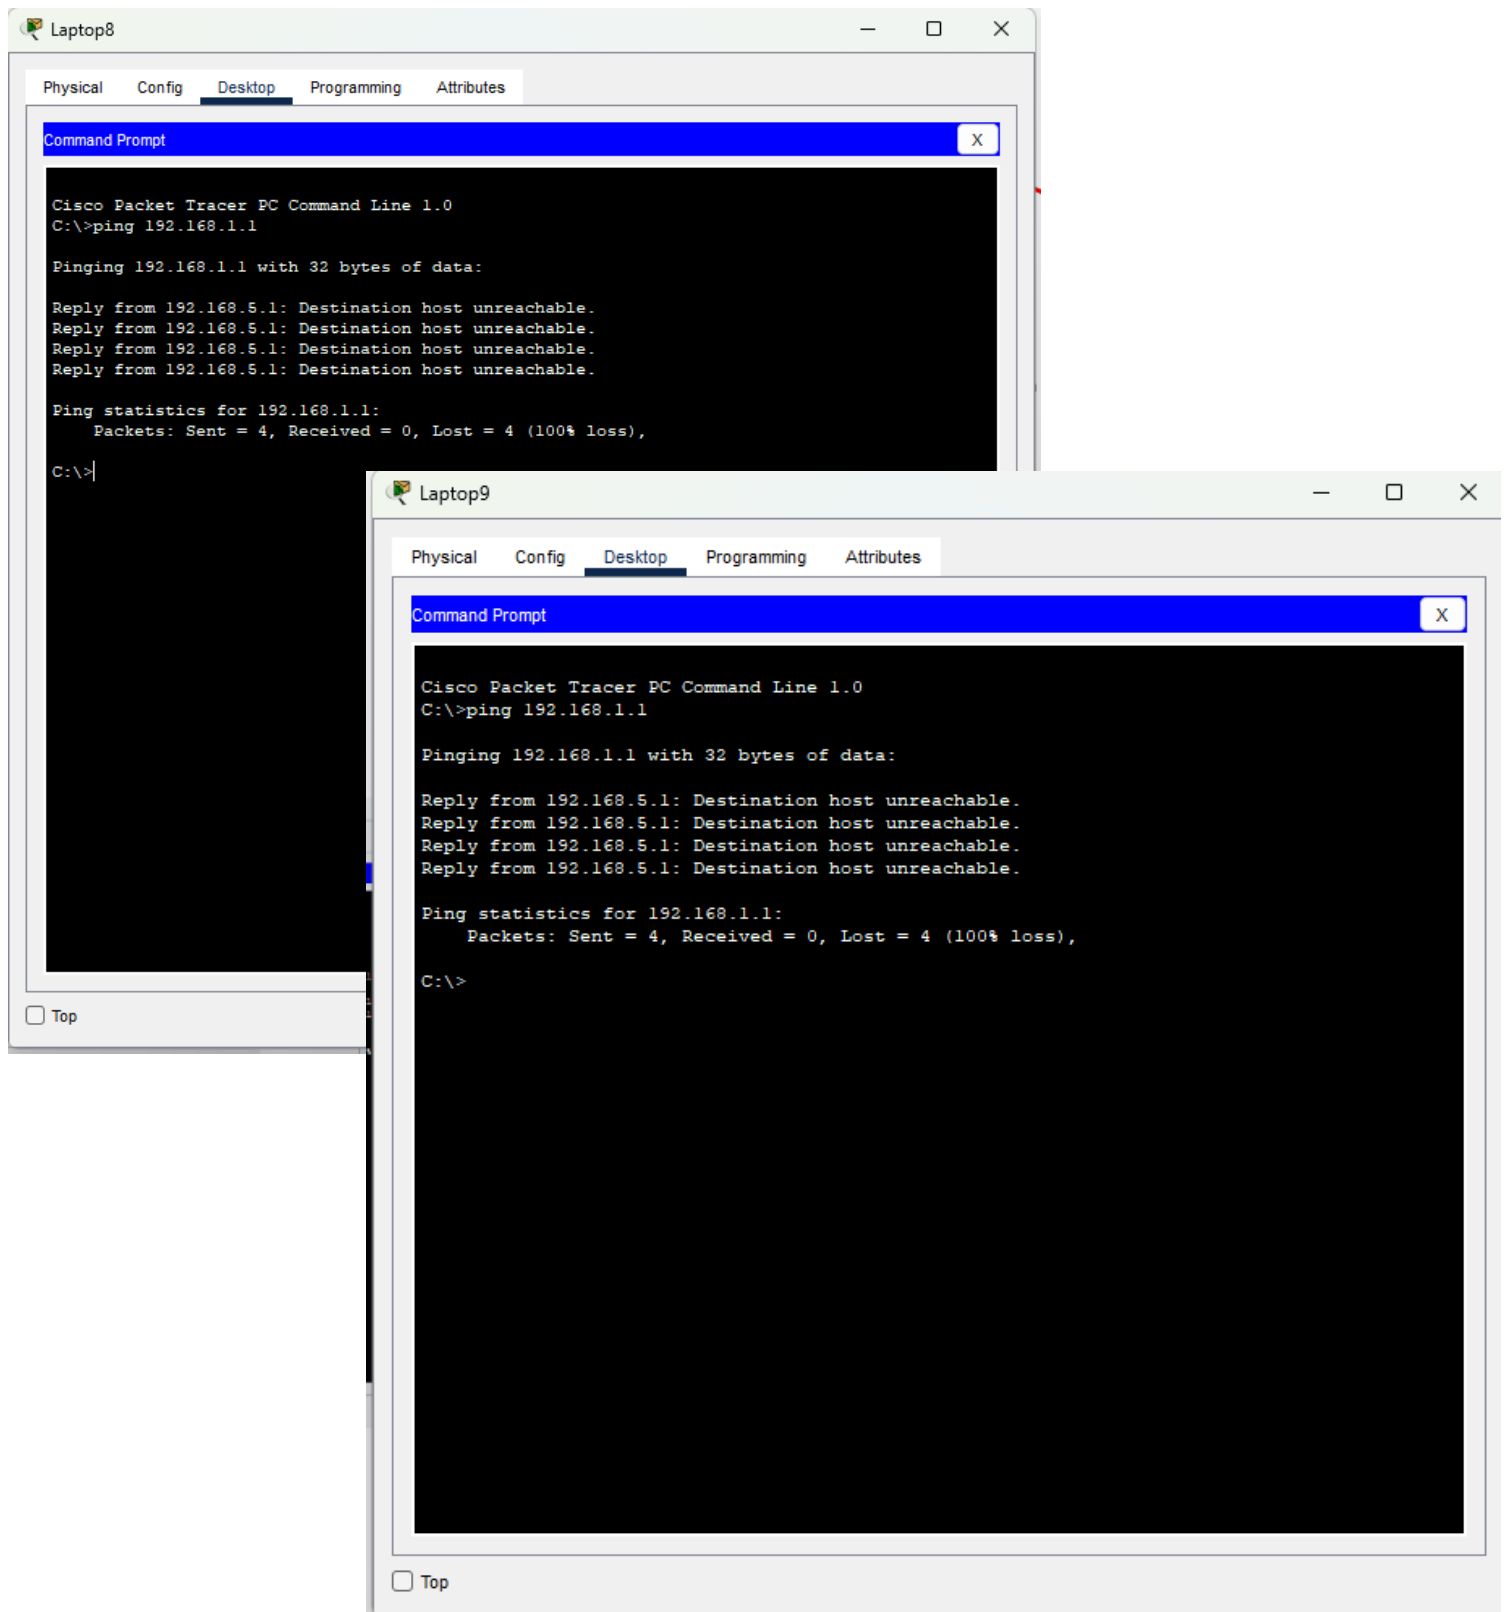 Laptop8
Physical Config Desktop Programming Attributes
Command Prompt X
Cisco Packet Tracer PC Command Line 1.0
C:\>ping 192.168.1.1
Pinging 192.168.1.1 with 32 bytes of data:
Reply from 192.168.5.1: Destination host unreachable.
Reply from 192.168.5.1: Destination host unreachable.
Reply from 192.168.5.1: Destination host unreachable.
Reply from 192.168.5.1: Destination host unreachable.
Ping statistics for 192.168.1.1:
Packets: Sent = 4, Received = 0, Lost = 4 (100% loss),
C:\>
Top
Laptop9
Physical Config Desktop Programming Attributes
Command Prompt X
Cisco Packet Tracer PC Command Line 1.0
C:\>ping 192.168.1.1
Pinging 192.168.1.1 with 32 bytes of data:
Reply from 192.168.5.1: Destination host unreachable.
Reply from 192.168.5.1: Destination host unreachable.
Reply from 192.168.5.1: Destination host unreachable.
Reply from 192.168.5.1: Destination host unreachable.
Ping statistics for 192.168.1.1:
Packets: Sent = 4, Received = 0, Lost = 4 (100% loss),
C:\>
Top